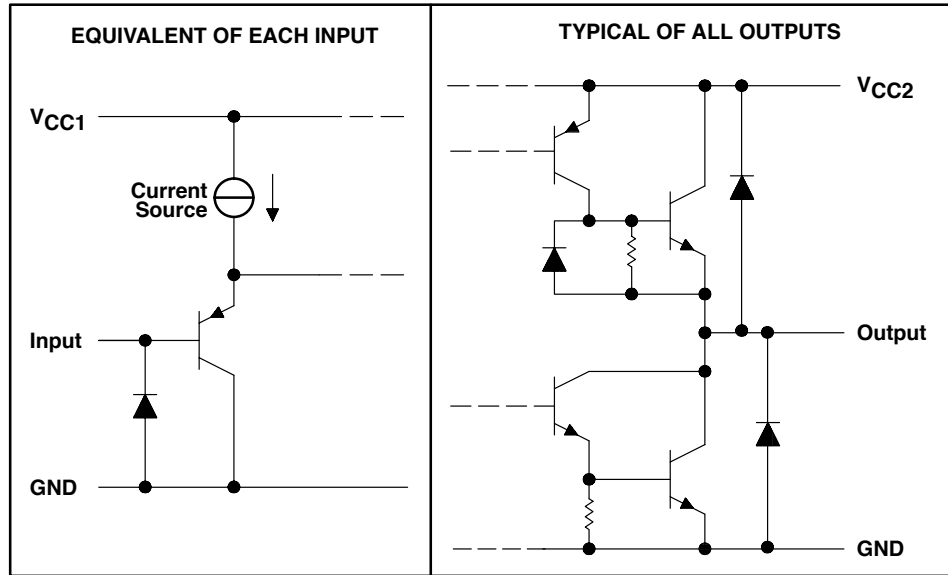 EQUIVALENT OF EACH INPUT
VCC1
Current
Source
Input
GND
TYPICAL OF ALL OUTPUTS
VCC2
Output
GND